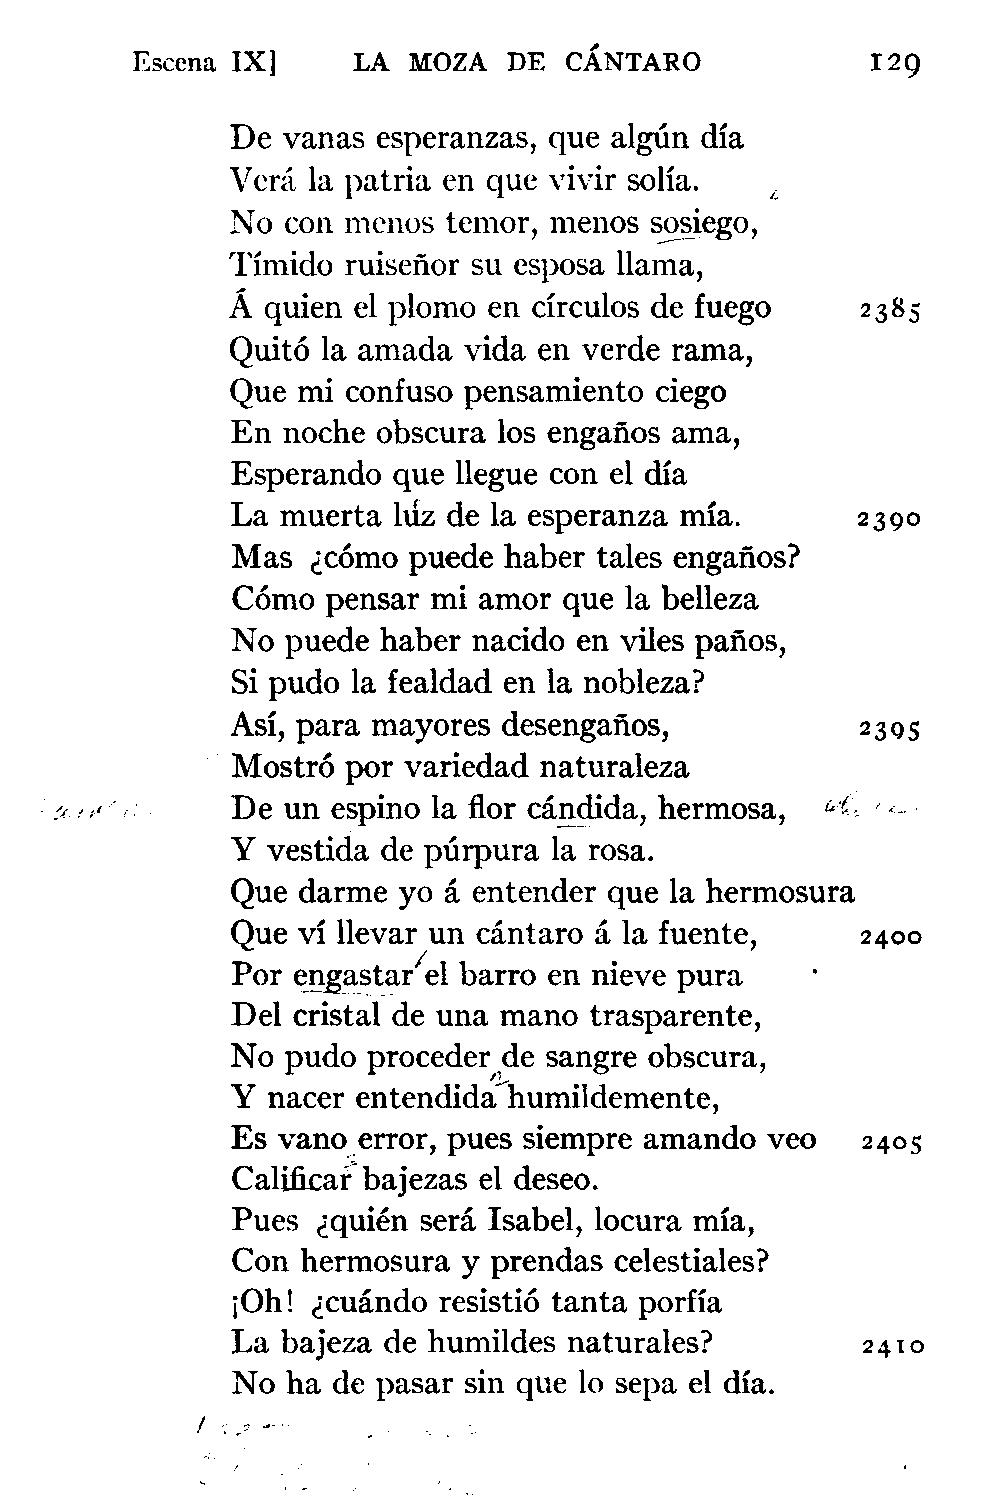 Escena IX] LA MOZA DE CÁNTARO 129
De vanas esperanzas, que algún día
Verá la patria en que vivir solía.
No con menos temor, menos sosiego,
Tímido ruiseñor su esposa llama,
Á quien el plomo en círculos de fuego 2385
Quitó la amada vida en verde rama,
Que mi confuso pensamiento ciego
En noche obscura los engaños ama,
Esperando que llegue con el día
La muerta luz de la esperanza mía. 2390
Mas ¿cómo puede haber tales engaños?
Cómo pensar mi amor que la belleza
No puede haber nacido en viles paños,
Si pudo la fealdad en la nobleza?
Así, para mayores desengaños, 2395
Mostró por variedad naturaleza
De un espino la flor cándida, hermosa,
Y vestida de púrpura la rosa.
Que darme yo á entender que la hermosura
Que ví llevar un cántaro á la fuente, 2400
Por engastar el barro en nieve pura
Del cristal de una mano trasparente,
No pudo proceder de sangre obscura,
Y nacer entendida humildemente,
Es vano error, pues siempre amando veo 2405
Calificar bajezas el deseo.
Pues ¿quién será Isabel, locura mía,
Con hermosura y prendas celestiales?
¡Oh! ¿cuándo resistió tanta porfía
La bajeza de humildes naturales? 2410
No ha de pasar sin que lo sepa el día.